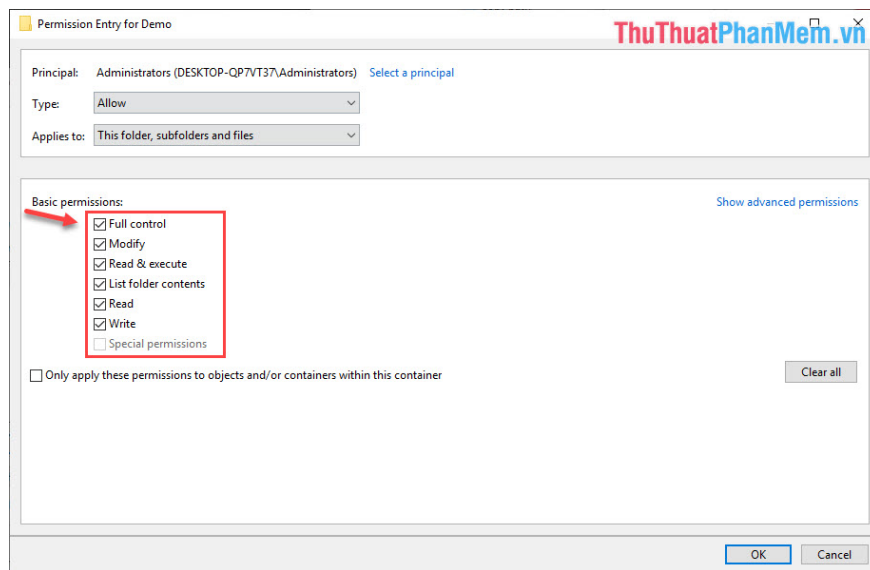 Permission Entry for Demo
ThuThuatPhanMem.vn
Principal: Administrators (DESKTOP-QP7VT37\Administrators) Select a principal
Type: Allow
Applies to: This folder, subfolders and files
Basic permissions: Show advanced permissions
Full control
Modify
Read & execute
List folder contents
Read
Write
Special permissions
Only apply these permissions to objects and/or containers within this container
Clear all
OK Cancel